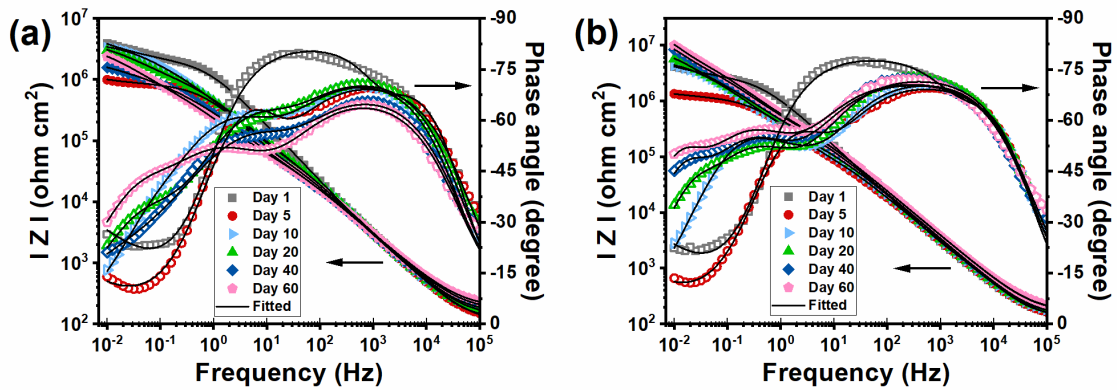 (a)
10^7
10^6
10^5
10^4
10^3
10^2
I Z I (ohm cm^2)
-90
-75
-60
-45
-30
-15
0
Phase angle (degree)
Day 1
Day 5
Day 10
Day 20
Day 40
Day 60
Fitted
10^-2 10^-1 10^0 10^1 10^2 10^3 10^4 10^5
Frequency (Hz)
(b)
10^7
10^6
10^5
10^4
10^3
10^2
I Z I (ohm cm^2)
-90
-75
-60
-45
-30
-15
0
Phase angle (degree)
Day 1
Day 5
Day 10
Day 20
Day 40
Day 60
Fitted
10^-2 10^-1 10^0 10^1 10^2 10^3 10^4 10^5
Frequency (Hz)